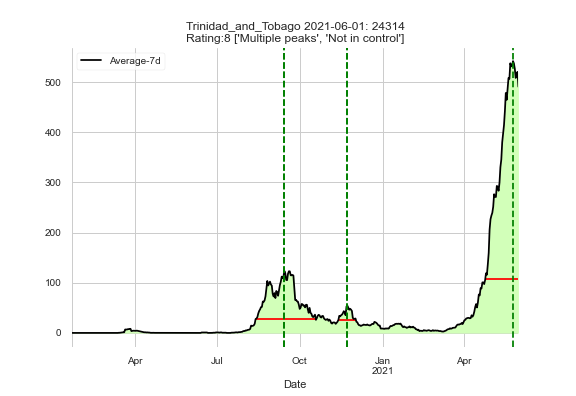 Trinidad_and_Tobago 2021-06-01: 24314
Rating:8 ['Multiple peaks', 'Not in control']
Average-7d
500
400
300
200
100
0
Apr Jul Oct Jan Apr
2021
Date